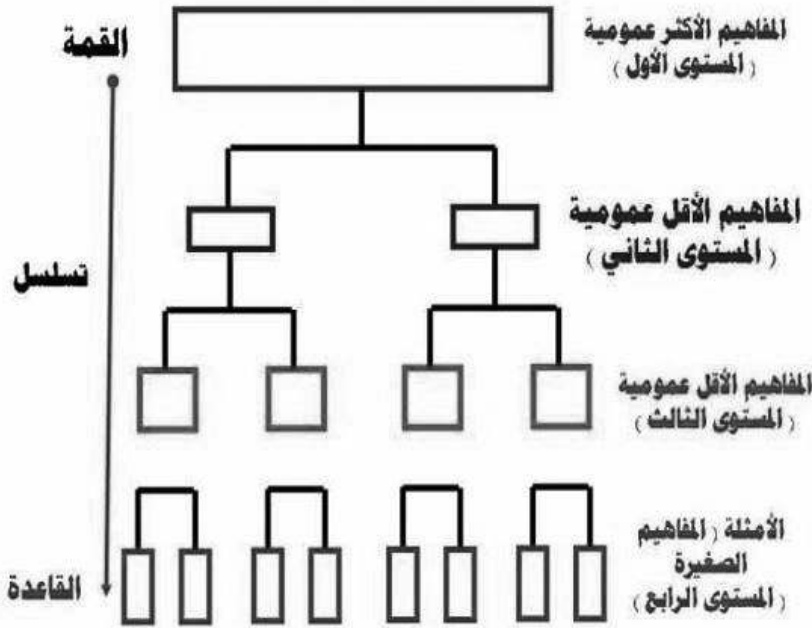 القمة
المفاهيم الأكثر عمومية
( المستوى الأول )
المفاهيم الأقل عمومية
( المستوى الثاني )
تسلسل
المفاهيم الأقل عمومية
( المستوى الثالث )
الأمثلة ( المفاهيم
الصغيرة
( المستوى الرابع )
القاعدة